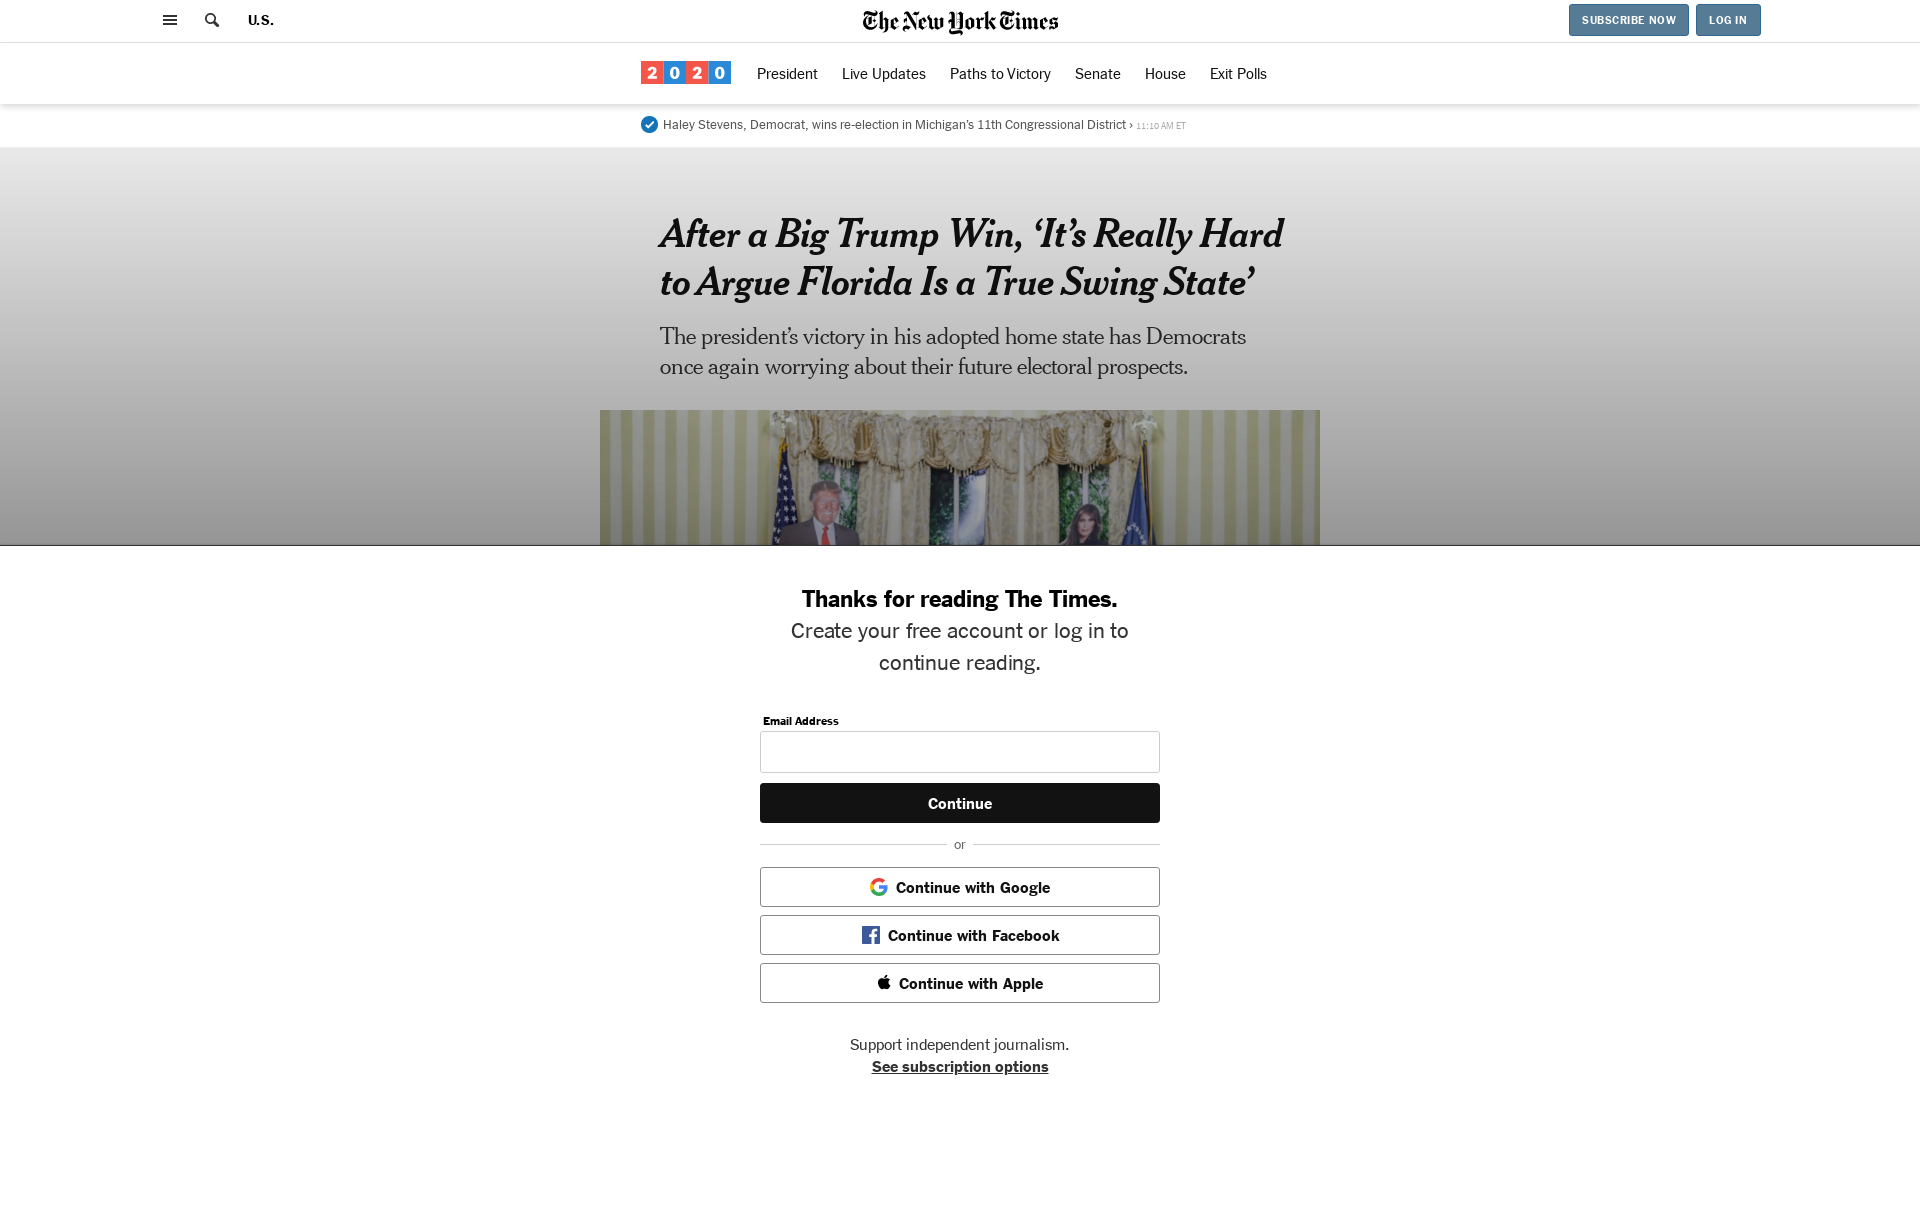 U.S.
The New York Times
SUBSCRIBE NOW
LOG IN
2020
President
Live Updates
Paths to Victory
Senate
House
Exit Polls
Haley Stevens, Democrat, wins re-election in Michigan’s 11th Congressional District › 11:10 AM ET
After a Big Trump Win, ‘It’s Really Hard
to Argue Florida Is a True Swing State’
The president’s victory in his adopted home state has Democrats
once again worrying about their future electoral prospects.
Thanks for reading The Times.
Create your free account or log in to
continue reading.
Email Address
Continue
or
Continue with Google
Continue with Facebook
Continue with Apple
Support independent journalism.
See subscription options